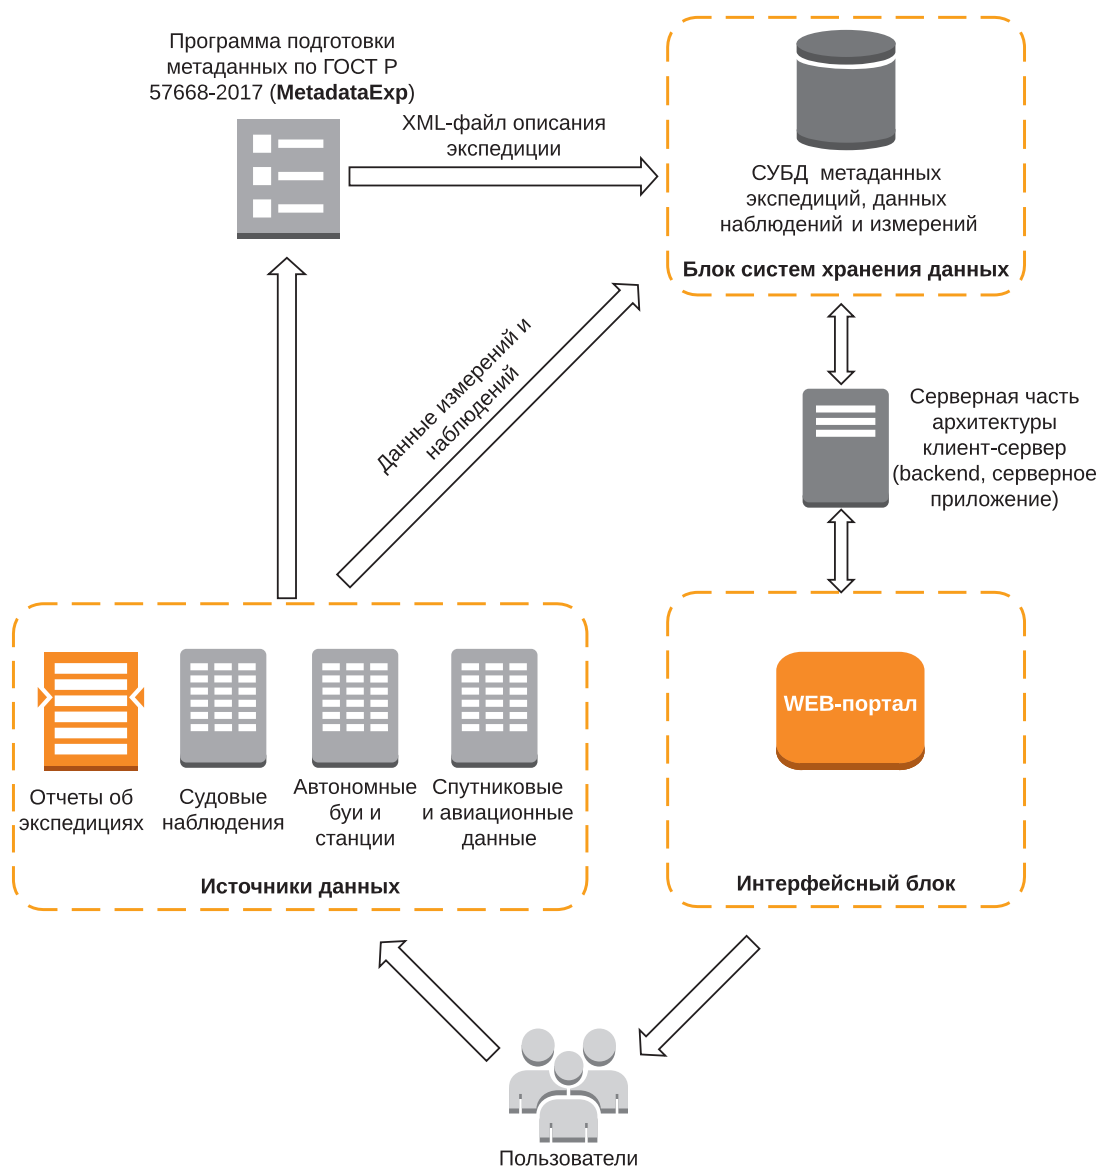 Программа подготовки
метаданных по ГОСТ Р
57668-2017 (MetadataExp)
XML-файл описания
экспедиции
СУБД метаданных
экспедиций, данных
наблюдений и измерений
Блок систем хранения данных
Данные измерений и
наблюдений
Серверная часть
архитектуры
клиент-сервер
(backend, серверное
приложение)
Отчеты об
экспедициях
Судовые
наблюдения
Автономные
буи и
станции
Спутниковые
и авиационные
данные
Источники данных
WEB-портал
Интерфейсный блок
Пользователи